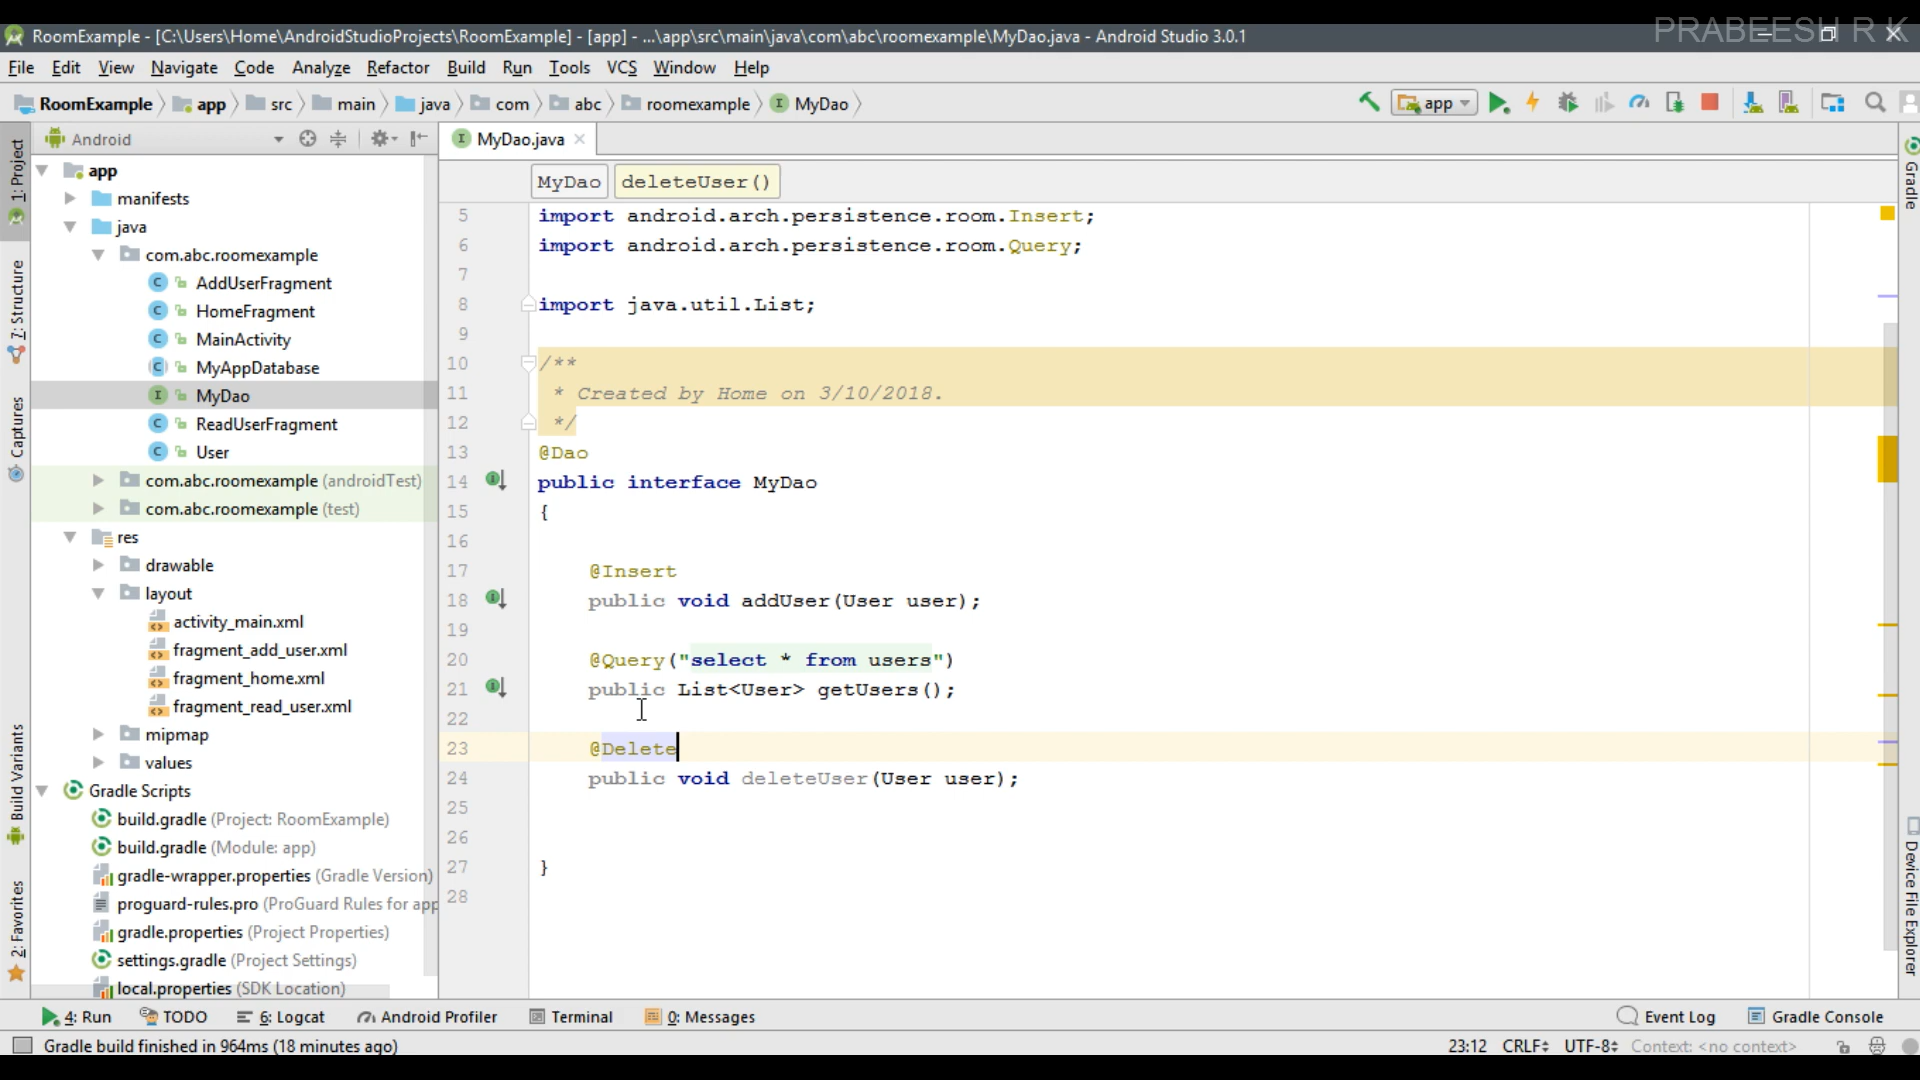 PRABEESH R K
RoomExample - [C:\Users\Home\AndroidStudioProjects\RoomExample] - [app] - ...\app\src\main\java\com\abc\roomexample\MyDao.java - Android Studio 3.0.1
File Edit View Navigate Code Analyze Refactor Build Run Tools VCS Window Help
RoomExample app src main java com abc roomexample MyDao app
1: Project
7: Structure
Captures
Build Variants
2: Favorites
Android
app
manifests
java
com.abc.roomexample
AddUserFragment
HomeFragment
MainActivity
MyAppDatabase
MyDao
ReadUserFragment
User
com.abc.roomexample (androidTest)
com.abc.roomexample (test)
res
drawable
layout
activity_main.xml
fragment_add_user.xml
fragment_home.xml
fragment_read_user.xml
mipmap
values
Gradle Scripts
build.gradle (Project: RoomExample)
build.gradle (Module: app)
gradle-wrapper.properties (Gradle Version)
proguard-rules.pro (ProGuard Rules for app
gradle.properties (Project Properties)
settings.gradle (Project Settings)
local.properties (SDK Location)
MyDao.java
MyDao deleteUser()
5 import android.arch.persistence.room.Insert;
6 import android.arch.persistence.room.Query;
7
8 import java.util.List;
9
10 /**
11 * Created by Home on 3/10/2018.
12 */
13 @Dao
14 public interface MyDao
15 {
16
17 @Insert
18 public void addUser(User user);
19
20 @Query("select * from users")
21 public List<User> getUsers();
22
23 @Delete
24 public void deleteUser(User user);
25
26
27 }
28
Gradle
Device File Explorer
4: Run TODO 6: Logcat Android Profiler Terminal 0: Messages Event Log Gradle Console
Gradle build finished in 964ms (18 minutes ago) 23:12 CRLF UTF-8 Context: <no context>